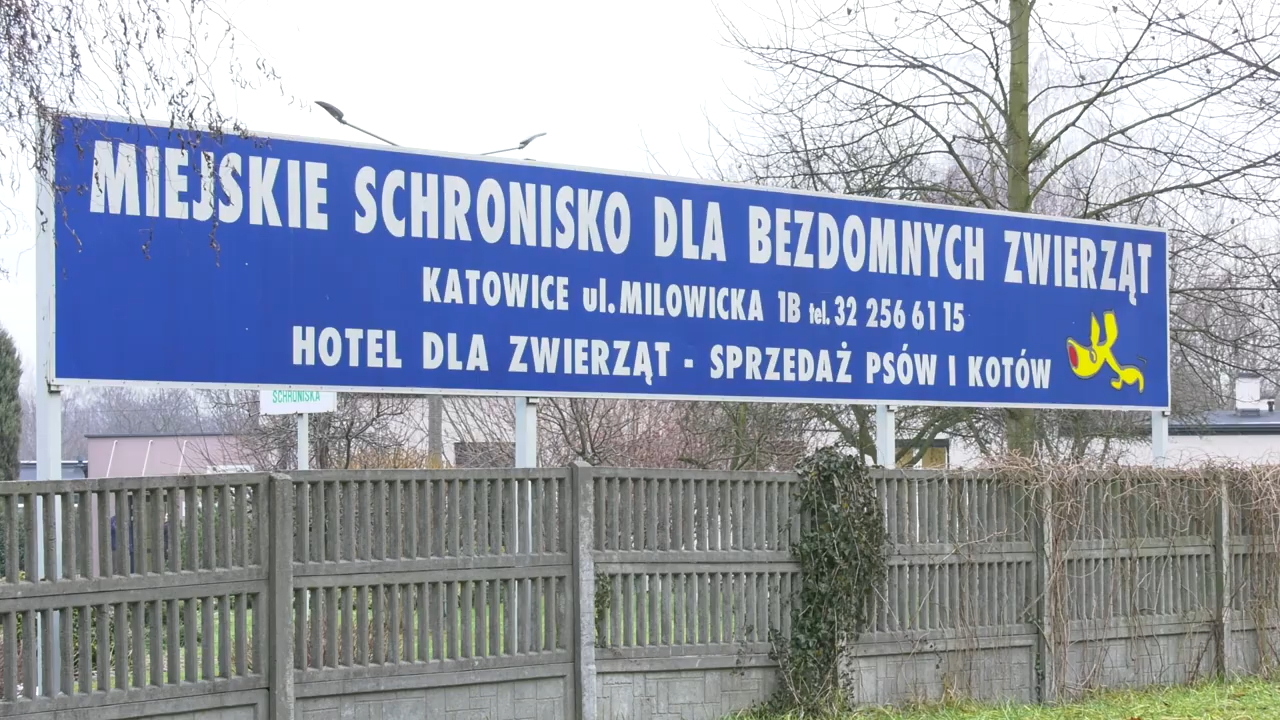 MIEJSKIE SCHRONISKO DLA BEZDOMNYCH ZWIERZĄT
KATOWICE ul. MILOWICKA 1B tel. 32 256 61 15
HOTEL DLA ZWIERZĄT - SPRZEDAŻ PSÓW I KOTÓW
SCHRONISKA